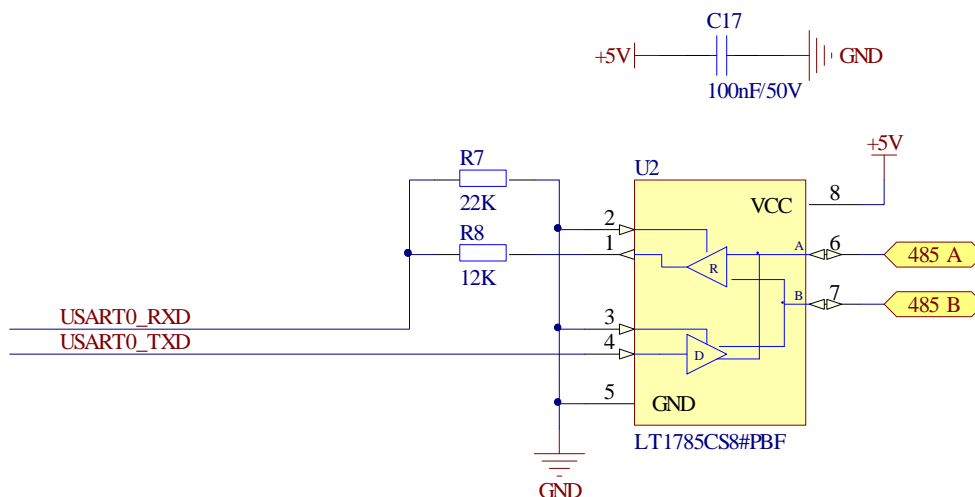 C17
+5V
GND
100nF/50V
+5V
R7
U2
22K
VCC
8
2
R8
1
A
6
485 A
R
12K
B
7
485 B
USART0_RXD
3
USART0_TXD
4
D
5
GND
LT1785CS8#PBF
GND